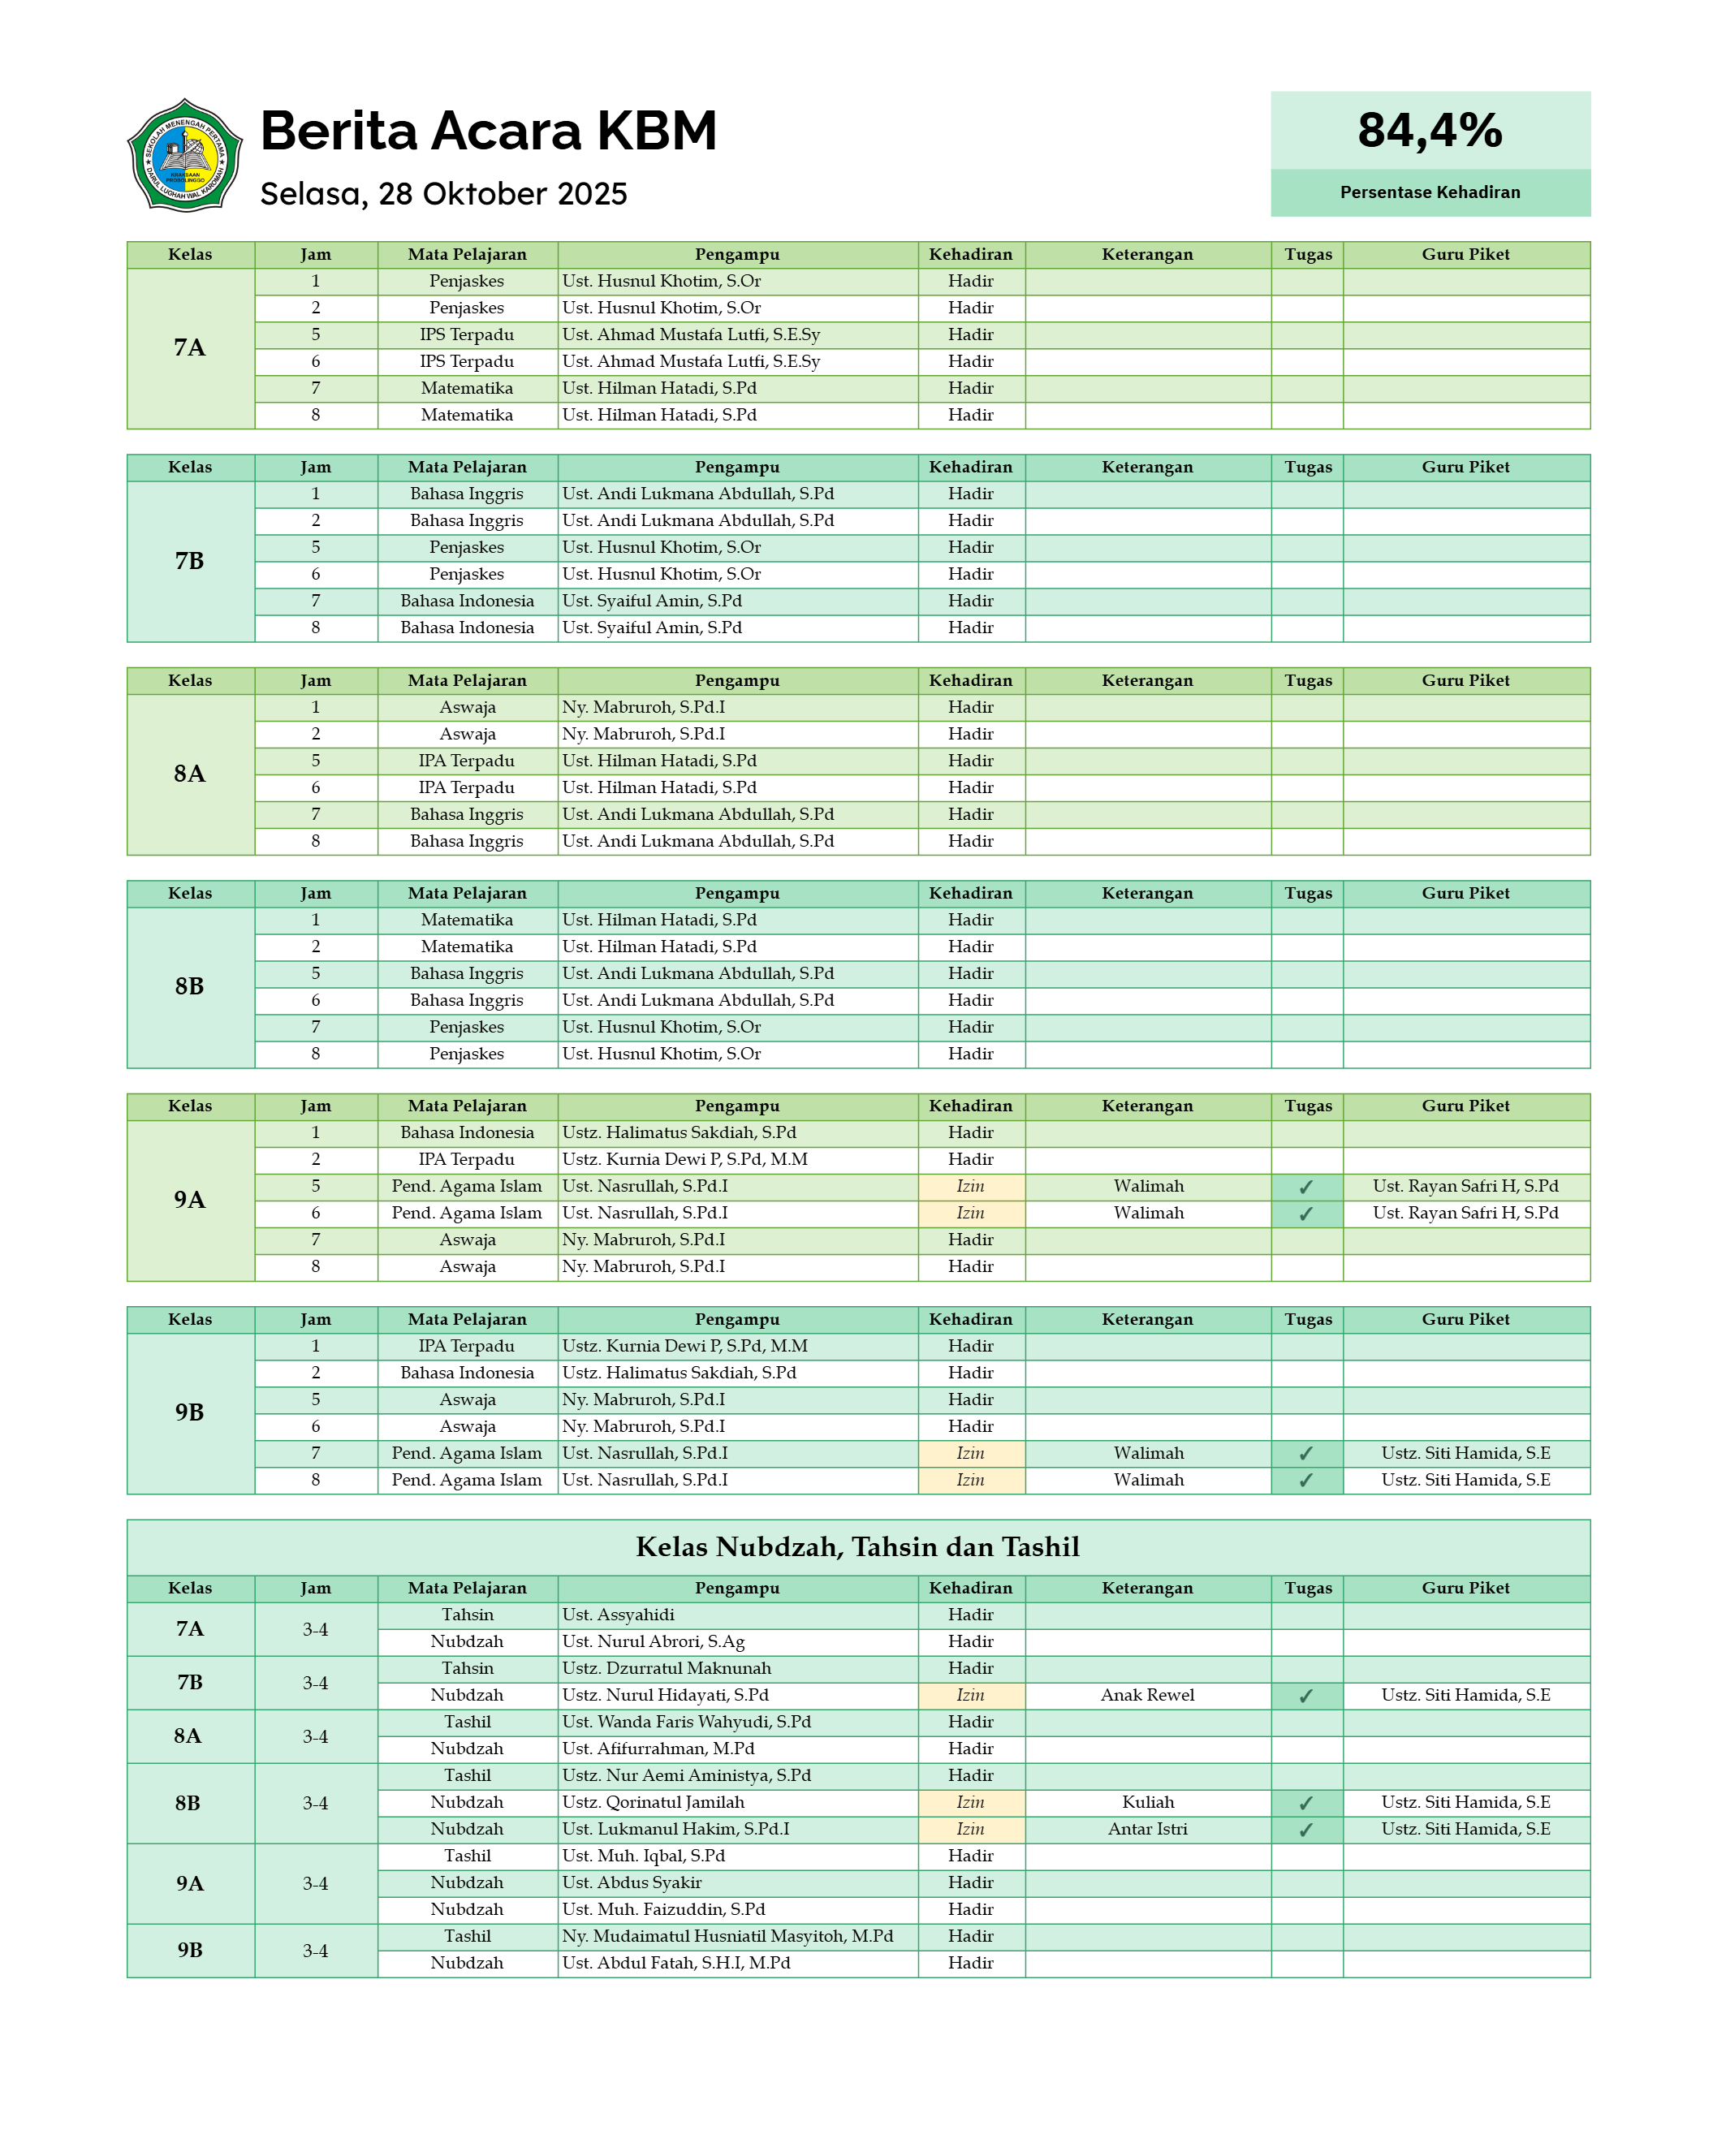 SEKOLAH MENENGAH PERTAMA
DARUL LUGHAH WAL KAROMAH
KRAKSAAN
PROBOLINGGO
Berita Acara KBM
Selasa, 28 Oktober 2025
84,4%
Persentase Kehadiran
Kelas Jam Mata Pelajaran Pengampu Kehadiran Keterangan Tugas Guru Piket
7A
1 Penjaskes Ust. Husnul Khotim, S.Or Hadir
2 Penjaskes Ust. Husnul Khotim, S.Or Hadir
5 IPS Terpadu Ust. Ahmad Mustafa Lutfi, S.E.Sy Hadir
6 IPS Terpadu Ust. Ahmad Mustafa Lutfi, S.E.Sy Hadir
7 Matematika Ust. Hilman Hatadi, S.Pd Hadir
8 Matematika Ust. Hilman Hatadi, S.Pd Hadir
Kelas Jam Mata Pelajaran Pengampu Kehadiran Keterangan Tugas Guru Piket
7B
1 Bahasa Inggris Ust. Andi Lukmana Abdullah, S.Pd Hadir
2 Bahasa Inggris Ust. Andi Lukmana Abdullah, S.Pd Hadir
5 Penjaskes Ust. Husnul Khotim, S.Or Hadir
6 Penjaskes Ust. Husnul Khotim, S.Or Hadir
7 Bahasa Indonesia Ust. Syaiful Amin, S.Pd Hadir
8 Bahasa Indonesia Ust. Syaiful Amin, S.Pd Hadir
Kelas Jam Mata Pelajaran Pengampu Kehadiran Keterangan Tugas Guru Piket
8A
1 Aswaja Ny. Mabruroh, S.Pd.I Hadir
2 Aswaja Ny. Mabruroh, S.Pd.I Hadir
5 IPA Terpadu Ust. Hilman Hatadi, S.Pd Hadir
6 IPA Terpadu Ust. Hilman Hatadi, S.Pd Hadir
7 Bahasa Inggris Ust. Andi Lukmana Abdullah, S.Pd Hadir
8 Bahasa Inggris Ust. Andi Lukmana Abdullah, S.Pd Hadir
Kelas Jam Mata Pelajaran Pengampu Kehadiran Keterangan Tugas Guru Piket
8B
1 Matematika Ust. Hilman Hatadi, S.Pd Hadir
2 Matematika Ust. Hilman Hatadi, S.Pd Hadir
5 Bahasa Inggris Ust. Andi Lukmana Abdullah, S.Pd Hadir
6 Bahasa Inggris Ust. Andi Lukmana Abdullah, S.Pd Hadir
7 Penjaskes Ust. Husnul Khotim, S.Or Hadir
8 Penjaskes Ust. Husnul Khotim, S.Or Hadir
Kelas Jam Mata Pelajaran Pengampu Kehadiran Keterangan Tugas Guru Piket
9A
1 Bahasa Indonesia Ustz. Halimatus Sakdiah, S.Pd Hadir
2 IPA Terpadu Ustz. Kurnia Dewi P, S.Pd, M.M Hadir
5 Pend. Agama Islam Ust. Nasrullah, S.Pd.I Izin Walimah ✓ Ust. Rayan Safri H, S.Pd
6 Pend. Agama Islam Ust. Nasrullah, S.Pd.I Izin Walimah ✓ Ust. Rayan Safri H, S.Pd
7 Aswaja Ny. Mabruroh, S.Pd.I Hadir
8 Aswaja Ny. Mabruroh, S.Pd.I Hadir
Kelas Jam Mata Pelajaran Pengampu Kehadiran Keterangan Tugas Guru Piket
9B
1 IPA Terpadu Ustz. Kurnia Dewi P, S.Pd, M.M Hadir
2 Bahasa Indonesia Ustz. Halimatus Sakdiah, S.Pd Hadir
5 Aswaja Ny. Mabruroh, S.Pd.I Hadir
6 Aswaja Ny. Mabruroh, S.Pd.I Hadir
7 Pend. Agama Islam Ust. Nasrullah, S.Pd.I Izin Walimah ✓ Ustz. Siti Hamida, S.E
8 Pend. Agama Islam Ust. Nasrullah, S.Pd.I Izin Walimah ✓ Ustz. Siti Hamida, S.E
Kelas Nubdzah, Tahsin dan Tashil
Kelas Jam Mata Pelajaran Pengampu Kehadiran Keterangan Tugas Guru Piket
7A 3-4
Tahsin Ust. Assyahidi Hadir
Nubdzah Ust. Nurul Abrori, S.Ag Hadir
7B 3-4
Tahsin Ustz. Dzurratul Maknunah Hadir
Nubdzah Ustz. Nurul Hidayati, S.Pd Izin Anak Rewel ✓ Ustz. Siti Hamida, S.E
8A 3-4
Tashil Ust. Wanda Faris Wahyudi, S.Pd Hadir
Nubdzah Ust. Afifurrahman, M.Pd Hadir
8B 3-4
Tashil Ustz. Nur Aemi Aministya, S.Pd Hadir
Nubdzah Ustz. Qorinatul Jamilah Izin Kuliah ✓ Ustz. Siti Hamida, S.E
Nubdzah Ust. Lukmanul Hakim, S.Pd.I Izin Antar Istri ✓ Ustz. Siti Hamida, S.E
9A 3-4
Tashil Ust. Muh. Iqbal, S.Pd Hadir
Nubdzah Ust. Abdus Syakir Hadir
Nubdzah Ust. Muh. Faizuddin, S.Pd Hadir
9B 3-4
Tashil Ny. Mudaimatul Husniatil Masyitoh, M.Pd Hadir
Nubdzah Ust. Abdul Fatah, S.H.I, M.Pd Hadir